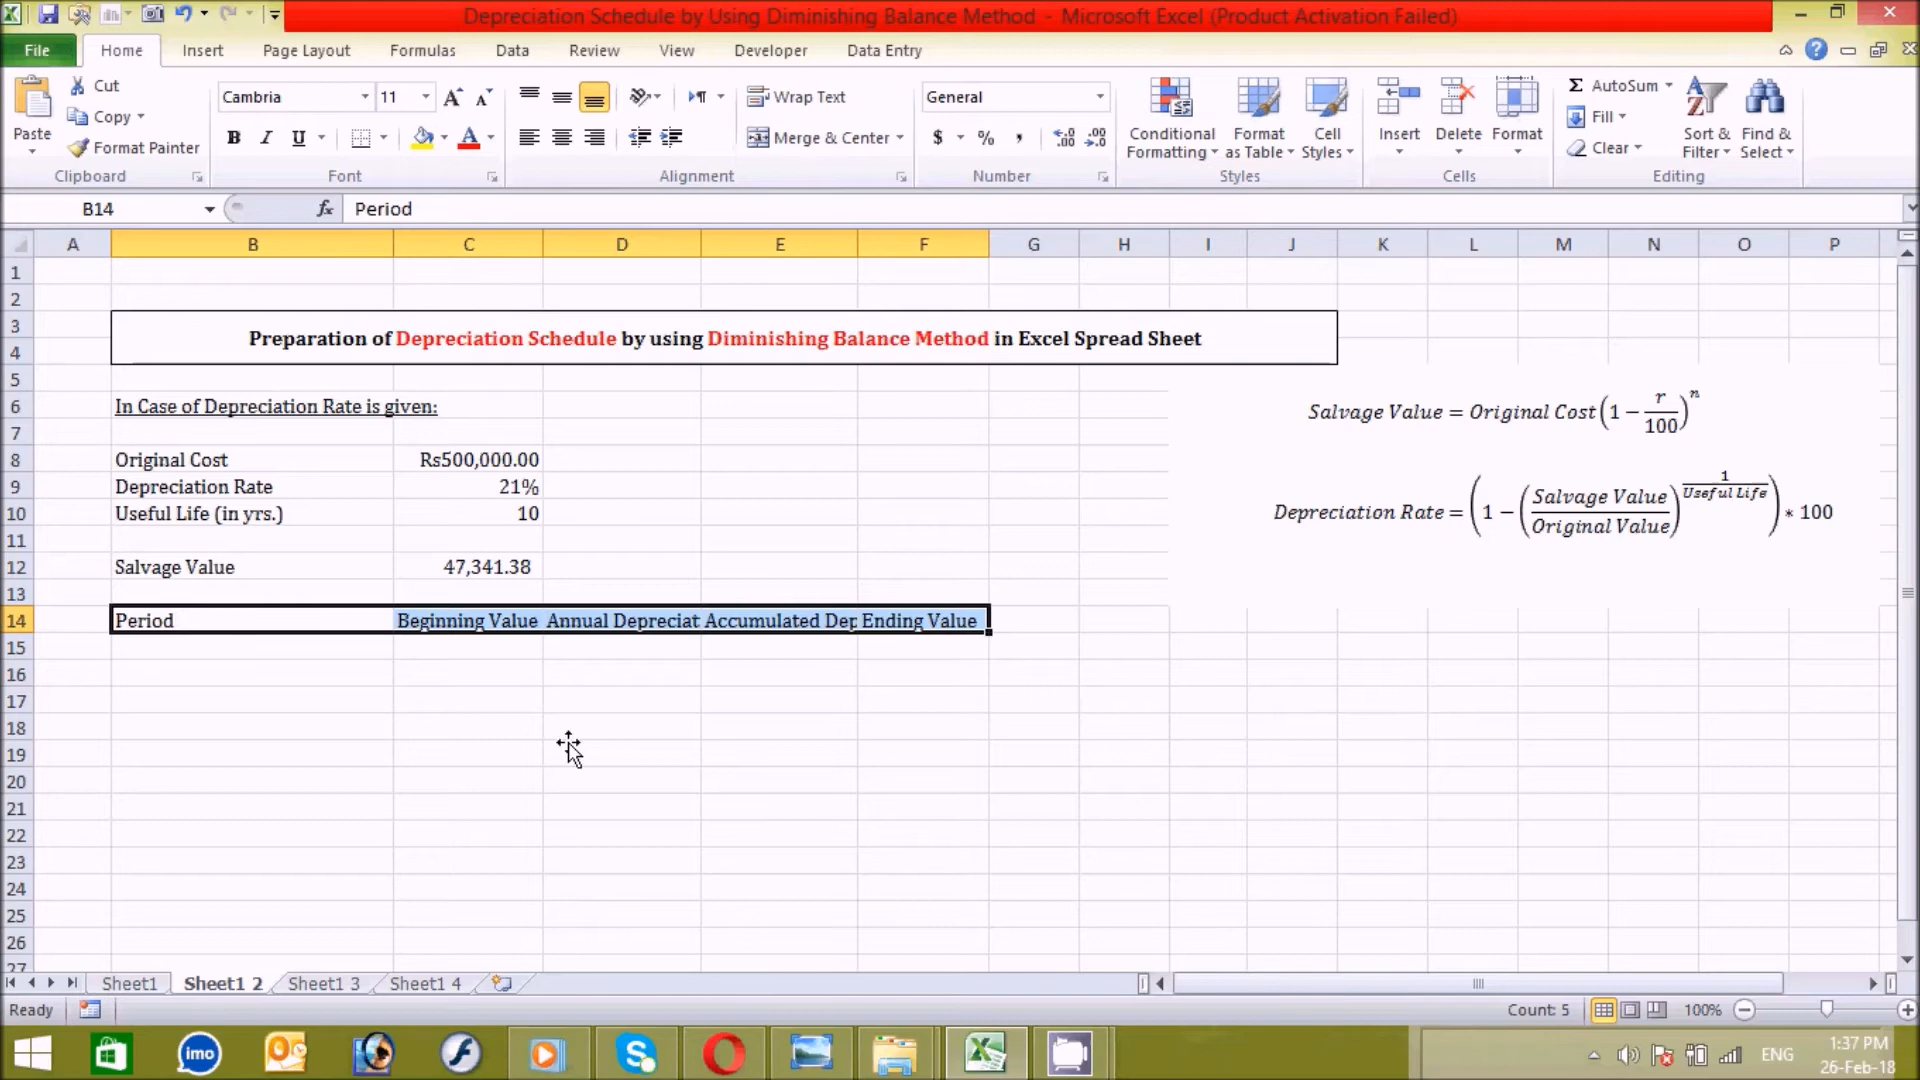 Depreciation Schedule by Using Diminishing Balance Method - Microsoft Excel (Product Activation Failed)
File Home Insert Page Layout Formulas Data Review View Developer Data Entry
Paste
Cut
Copy
Format Painter
Clipboard
Cambria 11
B I U
A A
Font
Wrap Text
Merge & Center
Alignment
General
$ % ,
Number
Conditional Formatting
Format as Table
Cell Styles
Styles
Insert Delete Format
Cells
Σ AutoSum
Fill
Clear
Sort & Filter
Find & Select
Editing
B14 fx Period
A B C D E F G H I J K L M N O P
1
2
3
4
Preparation of Depreciation Schedule by using Diminishing Balance Method in Excel Spread Sheet
5
6 In Case of Depreciation Rate is given:
Salvage Value = Original Cost (1 − r/100)^n
7
8 Original Cost Rs500,000.00
9 Depreciation Rate 21%
10 Useful Life (in yrs.) 10
Depreciation Rate = (1 − (Salvage Value/Original Value)^(1/Useful Life)) * 100
11
12 Salvage Value 47,341.38
13
14 Period Beginning Value Annual Depreciat Accumulated Dep Ending Value
15
16
17
18
19
20
21
22
23
24
25
26
27
Sheet1 Sheet1 2 Sheet1 3 Sheet1 4
Ready Count: 5 100%
imo
ENG
1:37 PM
26-Feb-18